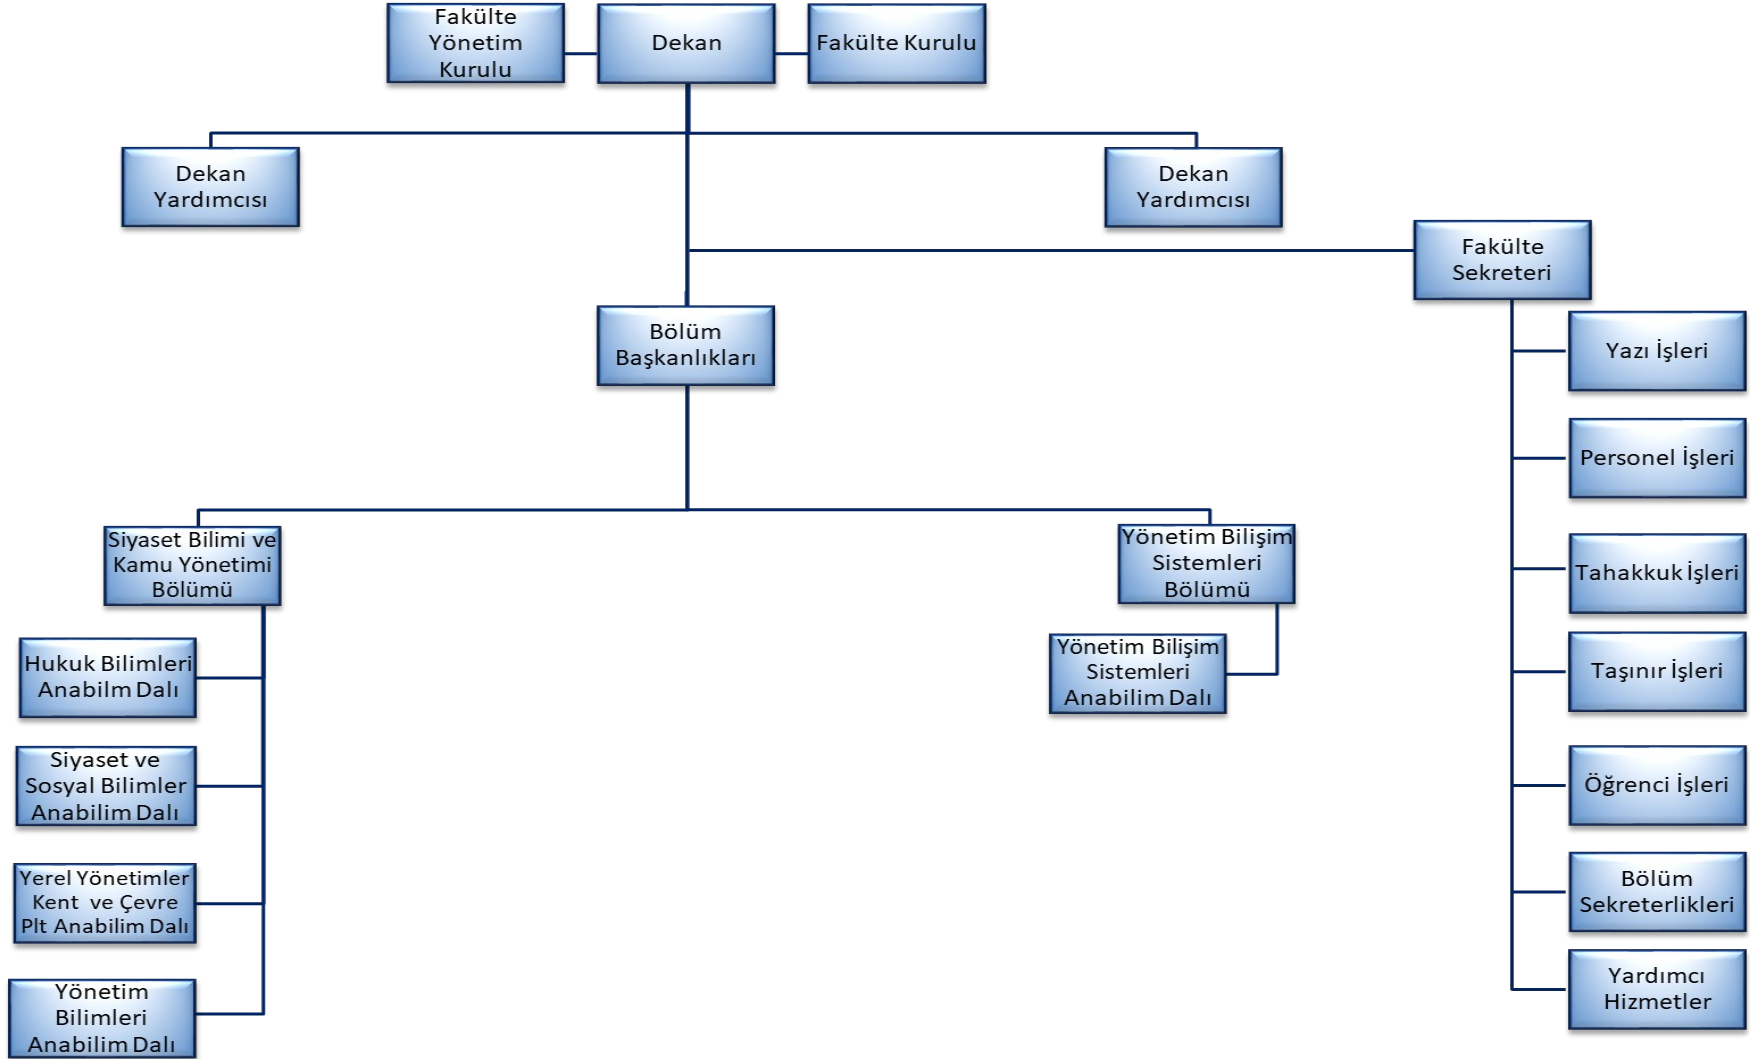 Fakülte
Yönetim
Kurulu
Dekan
Fakülte Kurulu
Dekan
Yardımcısı
Dekan
Yardımcısı
Fakülte
Sekreteri
Bölüm
Başkanlıkları
Yazı İşleri
Personel İşleri
Tahakkuk İşleri
Taşınır İşleri
Öğrenci İşleri
Bölüm
Sekreterlikleri
Yardımcı
Hizmetler
Siyaset Bilimi ve
Kamu Yönetimi
Bölümü
Hukuk Bilimleri
Anabilm Dalı
Siyaset ve
Sosyal Bilimler
Anabilim Dalı
Yerel Yönetimler
Kent ve Çevre
Plt Anabilim Dalı
Yönetim
Bilimleri
Anabilim Dalı
Yönetim Bilişim
Sistemleri
Bölümü
Yönetim Bilişim
Sistemleri
Anabilim Dalı